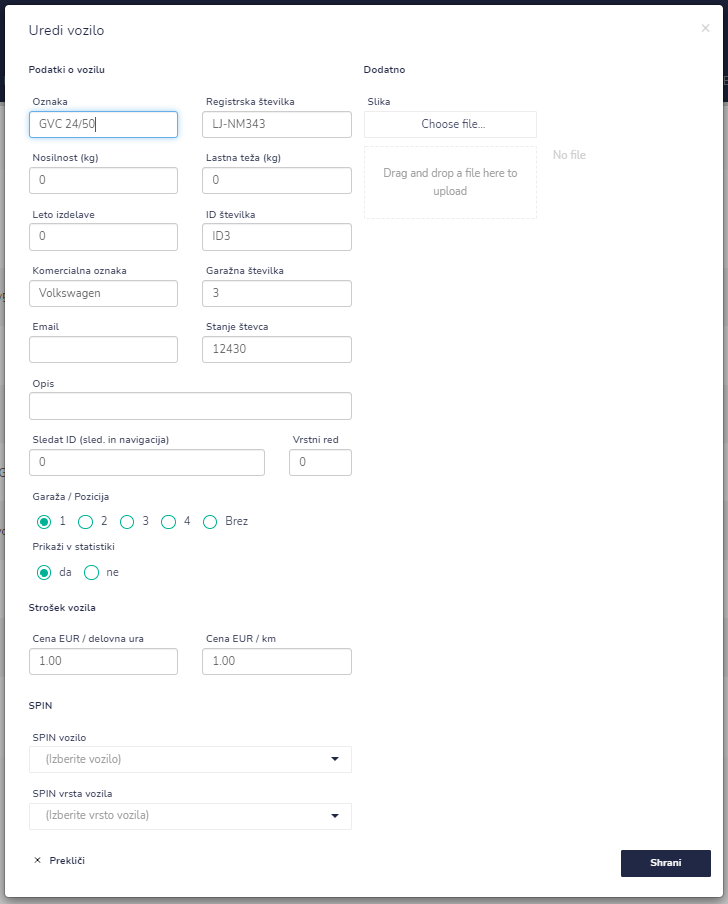 Uredi vozilo
×
Podatki o vozilu
Dodatno
Oznaka
Registrska številka
Slika
GVC 24/50
LJ-NM343
Choose file...
Nosilnost (kg)
Lastna teža (kg)
0
0
Drag and drop a file here to
upload
No file
Leto izdelave
ID številka
0
ID3
Komercialna oznaka
Garažna številka
Volkswagen
3
Email
Stanje števca
12430
Opis
Sledat ID (sled. in navigacija)
Vrstni red
0
0
Garaža / Pozicija
1 2 3 4 Brez
Prikaži v statistiki
da ne
Strošek vozila
Cena EUR / delovna ura
Cena EUR / km
1.00
1.00
SPIN
SPIN vozilo
(Izberite vozilo)
SPIN vrsta vozila
(Izberite vrsto vozila)
× Prekliči
Shrani